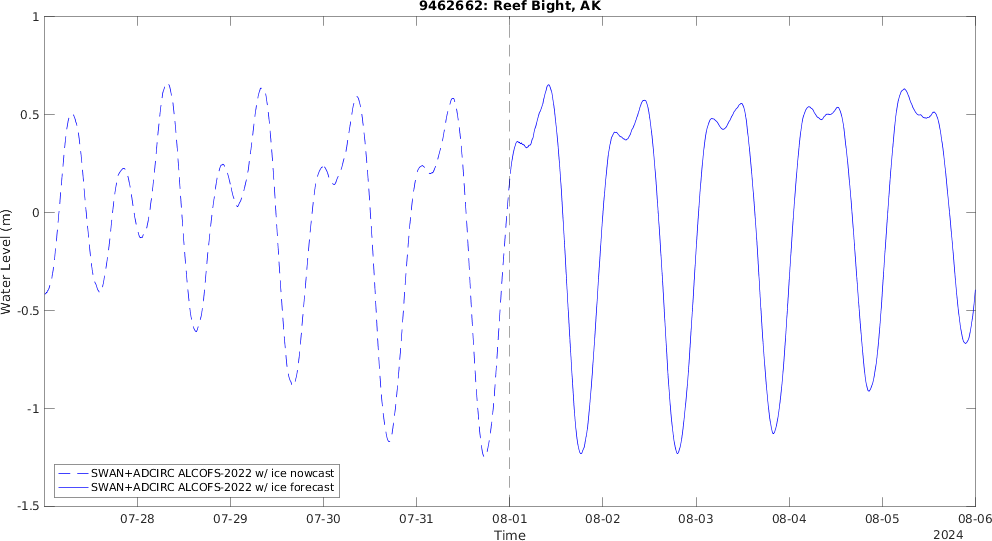 9462662: Reef Bight, AK
1
0.5
0
-0.5
-1
-1.5
Water Level (m)
SWAN+ADCIRC ALCOFS-2022 w/ ice nowcast
SWAN+ADCIRC ALCOFS-2022 w/ ice forecast
07-28 07-29 07-30 07-31 08-01 08-02 08-03 08-04 08-05 08-06
Time
2024